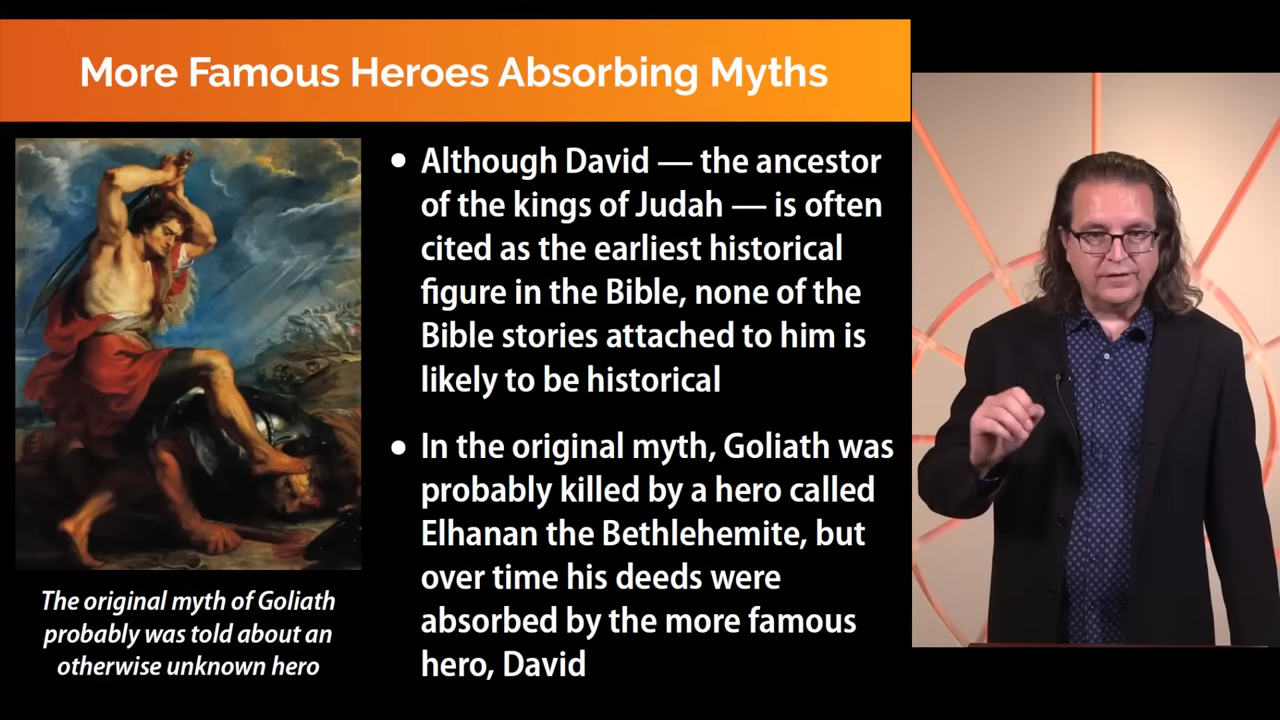 More Famous Heroes Absorbing Myths
• Although David — the ancestor
of the kings of Judah — is often
cited as the earliest historical
figure in the Bible, none of the
Bible stories attached to him is
likely to be historical
• In the original myth, Goliath was
probably killed by a hero called
Elhanan the Bethlehemite, but
over time his deeds were
absorbed by the more famous
hero, David
The original myth of Goliath
probably was told about an
otherwise unknown hero